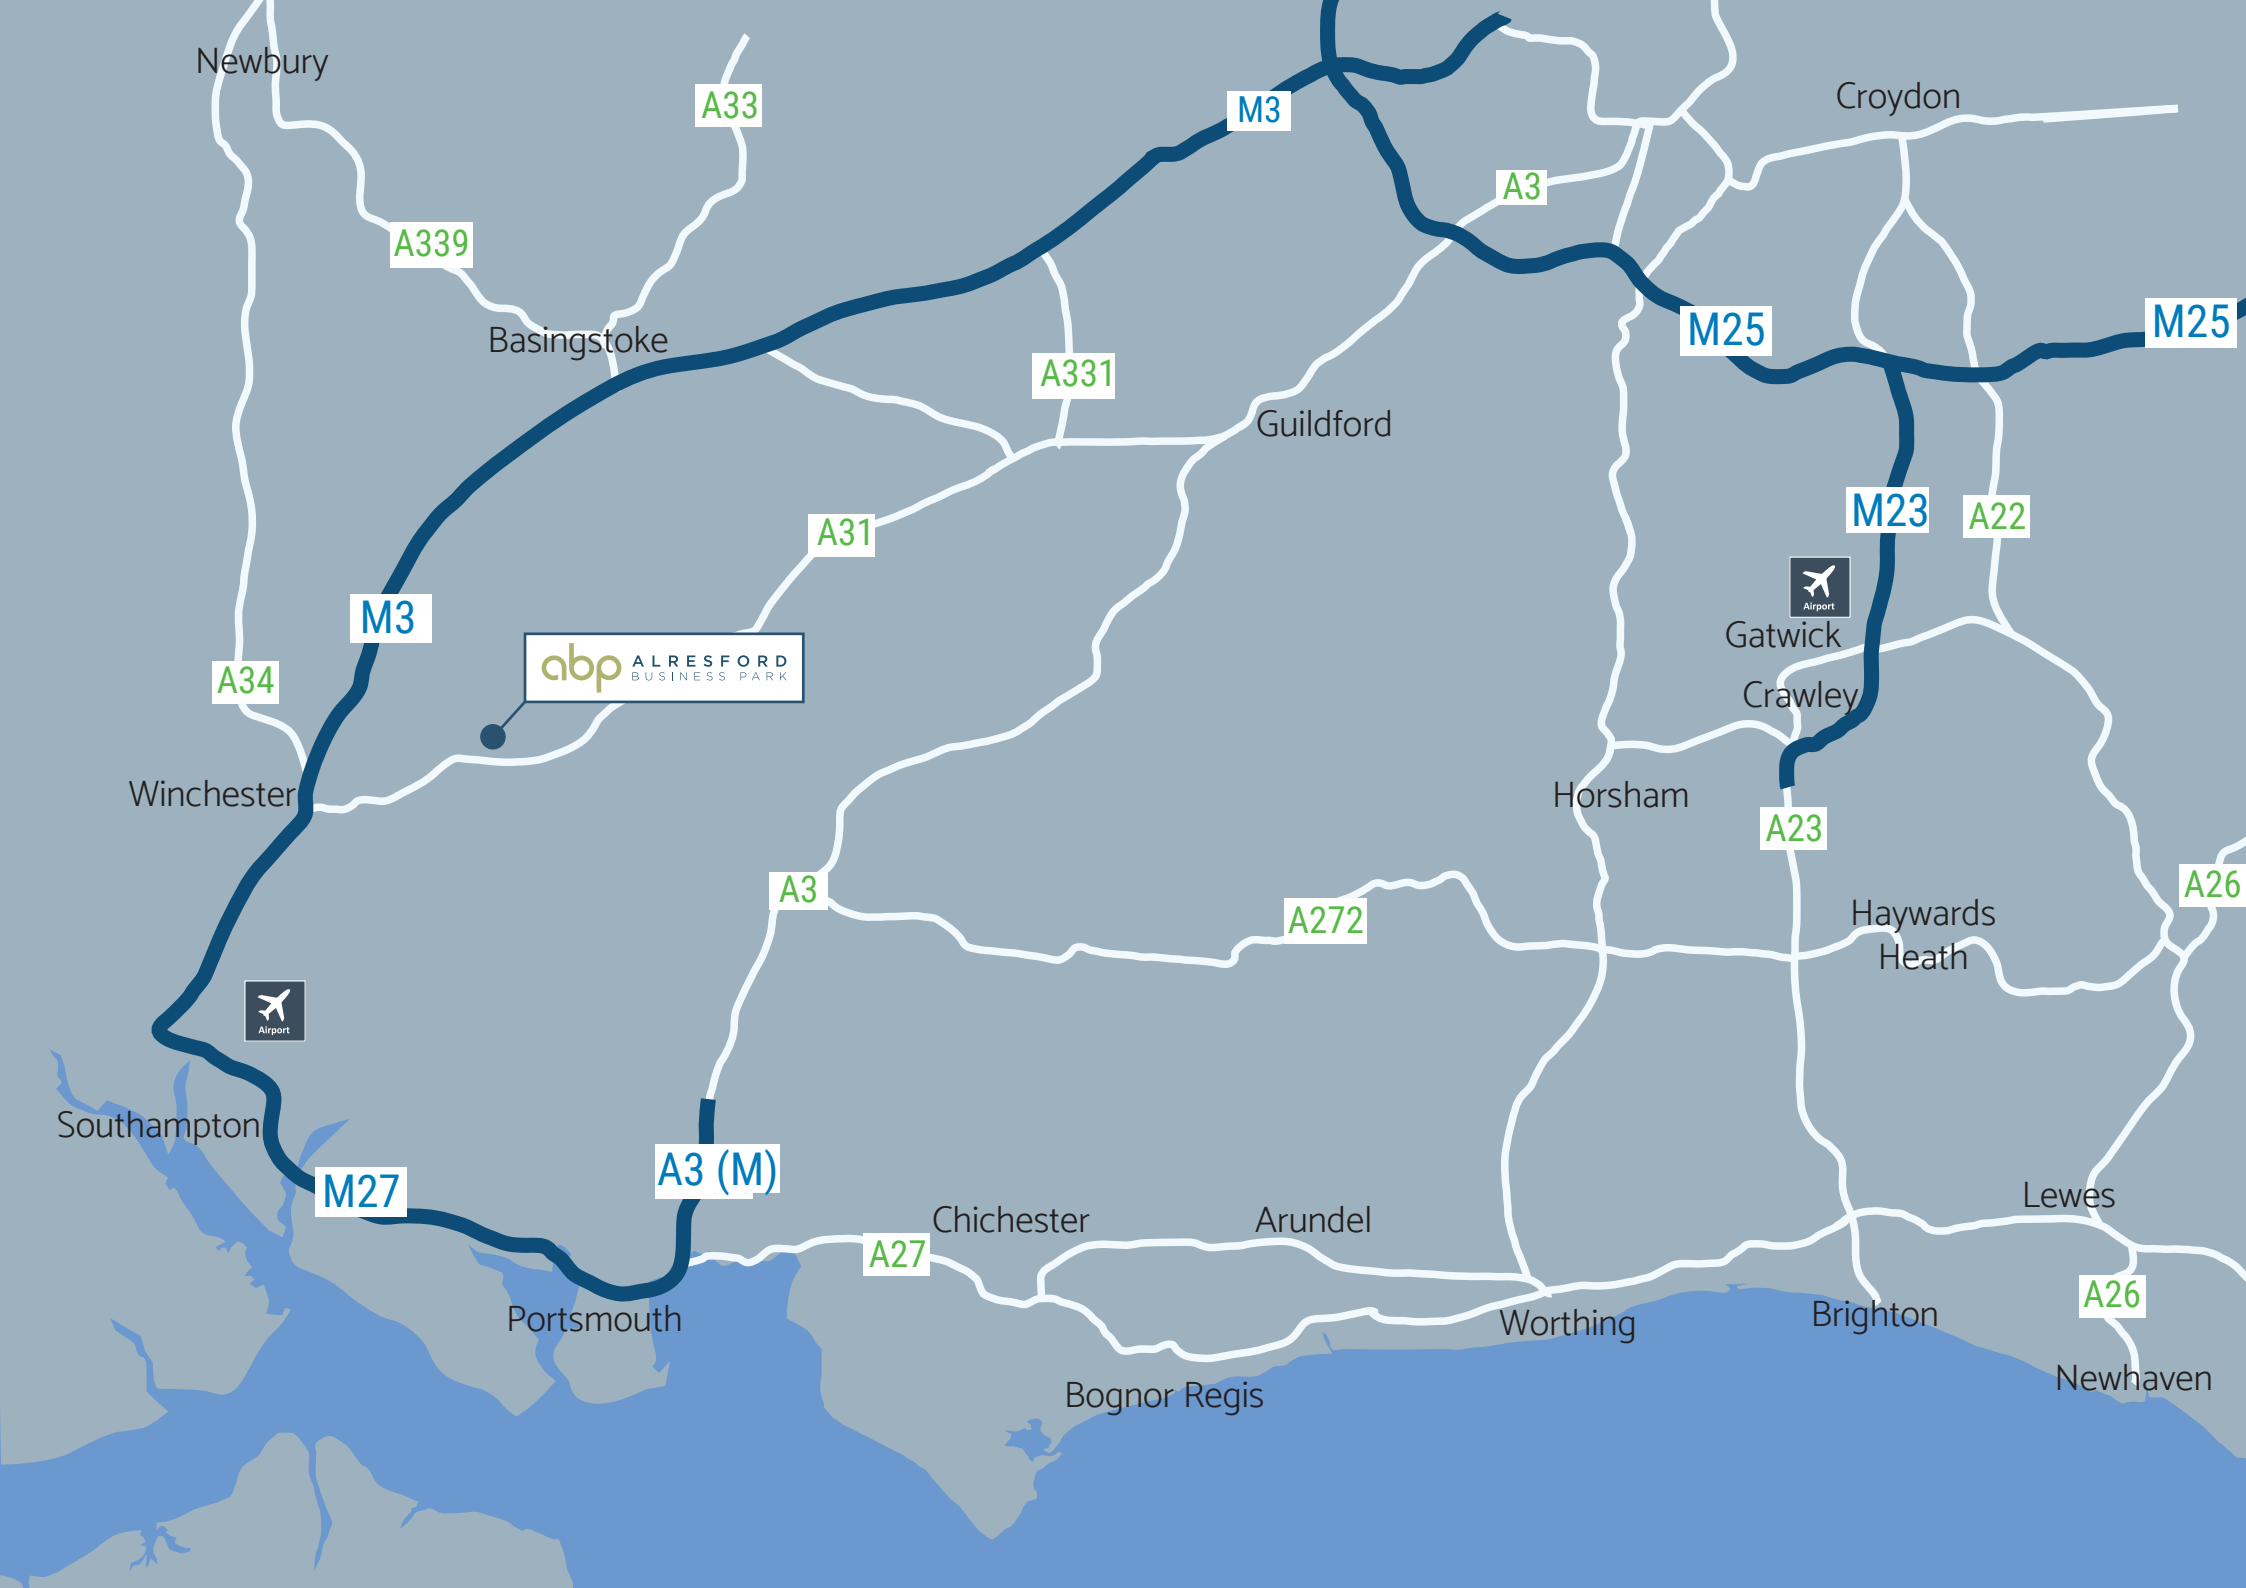 Newbury
A33
M3
Croydon
A3
A339
Basingstoke
M25
M25
A331
Guildford
A31
M23
A22
Airport
Gatwick
M3
abp ALRESFORD
BUSINESS PARK
A34
Crawley
Winchester
Horsham
A23
A3
A272
A26
Haywards
Heath
Airport
Southampton
M27
A3 (M)
Chichester
Arundel
Lewes
A27
A26
Portsmouth
Worthing
Brighton
Bognor Regis
Newhaven